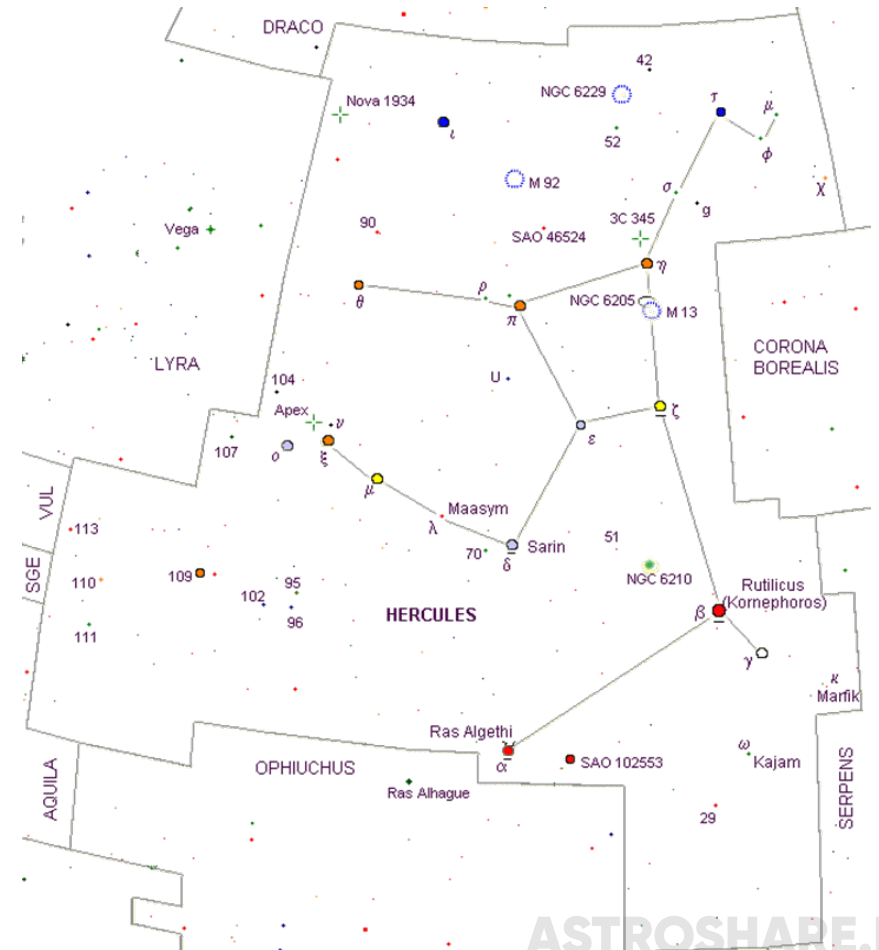 DRACO
42
NGC 6229
Nova 1934
τ
μ
ι
52
φ
M 92
σ
χ
g
3C 345
90
SAO 46524
Vega
η
ρ
θ
NGC 6205
M 13
π
CORONA
BOREALIS
LYRA
104
U
Apex
υ
ζ
107
ο
ξ
ε
μ
VUL
113
Maasym
λ
70
Sarin
δ
51
SGE
110
109
102
95
96
NGC 6210
Rutilicus
(Kornephoros)
β
111
HERCULES
γ
κ
Marfik
Ras Algethi
α
SAO 102553
ω
Kajam
AQUILA
OPHIUCHUS
Ras Alhague
SERPENS
29
ASTROSHARE.